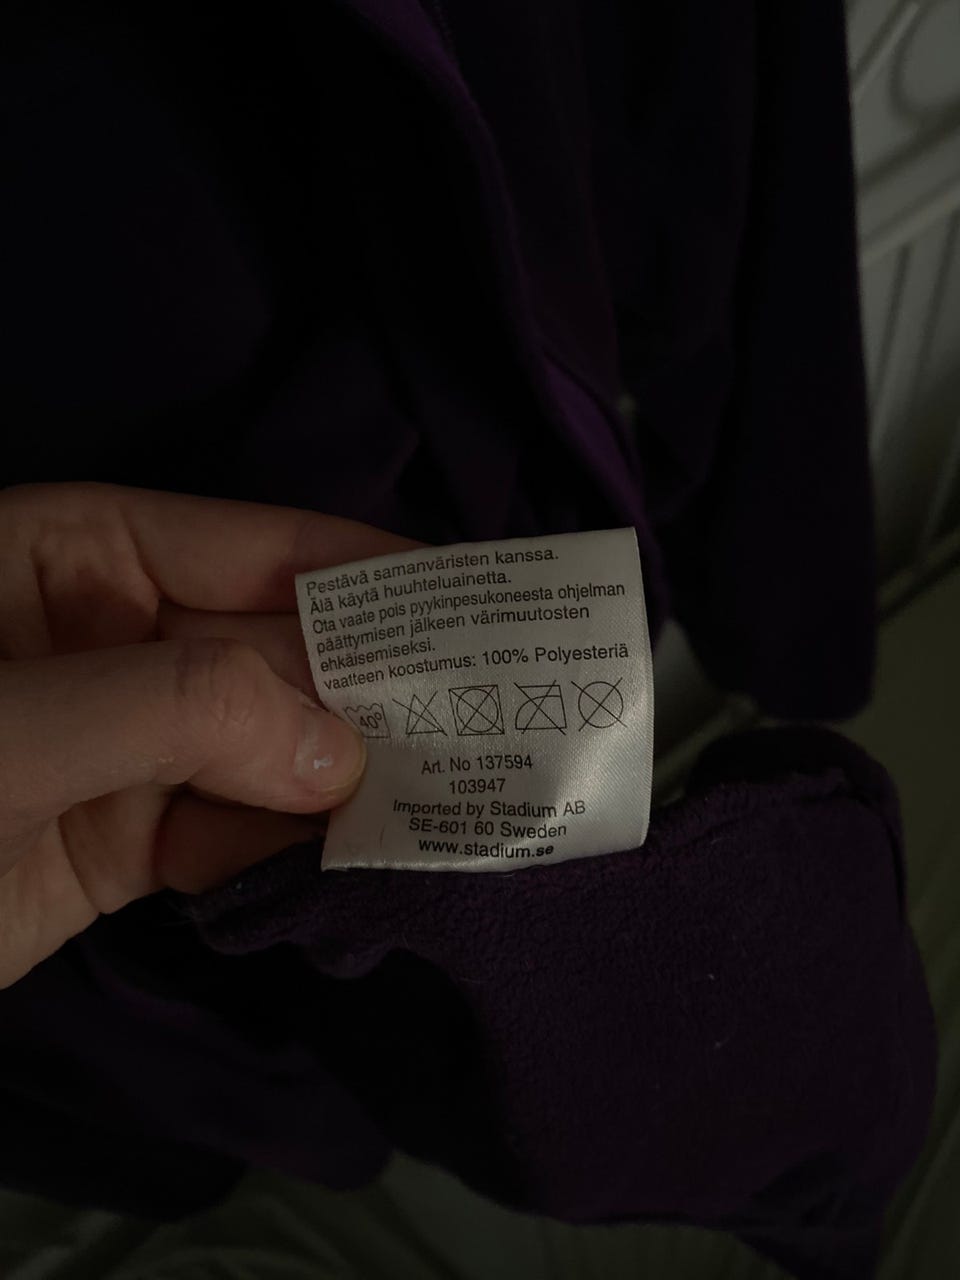 Pestävä samanväristen kanssa.
Älä käytä huuhteluainetta.
Ota vaate pois pyykinpesukoneesta ohjelman
päättymisen jälkeen värimuutosten
ehkäisemiseksi.
vaatteen koostumus: 100% Polyesteriä
40°
Art. No 137594
103947
Imported by Stadium AB
SE-601 60 Sweden
www.stadium.se